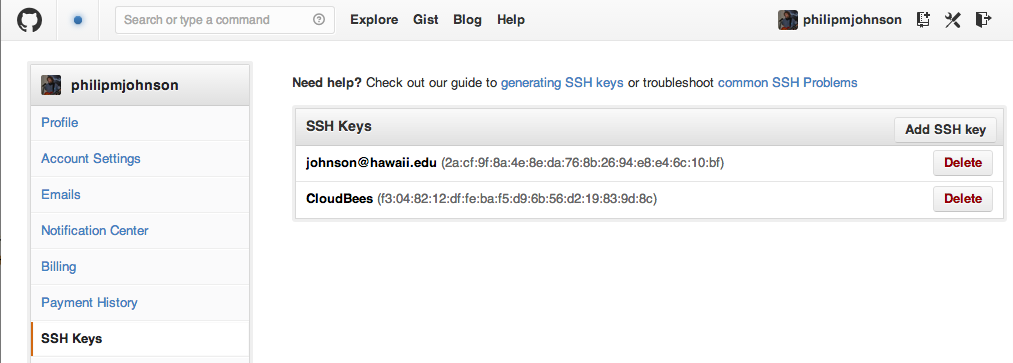 Search or type a command ? Explore Gist Blog Help philipmjohnson
philipmjohnson
Profile
Account Settings
Emails
Notification Center
Billing
Payment History
SSH Keys
Need help? Check out our guide to generating SSH keys or troubleshoot common SSH Problems
SSH Keys Add SSH key
johnson@hawaii.edu (2a:cf:9f:8a:4e:8e:da:76:8b:26:94:e8:e4:6c:10:bf) Delete
CloudBees (f3:04:82:12:df:fe:ba:f5:d9:6b:56:d2:19:83:9d:8c) Delete